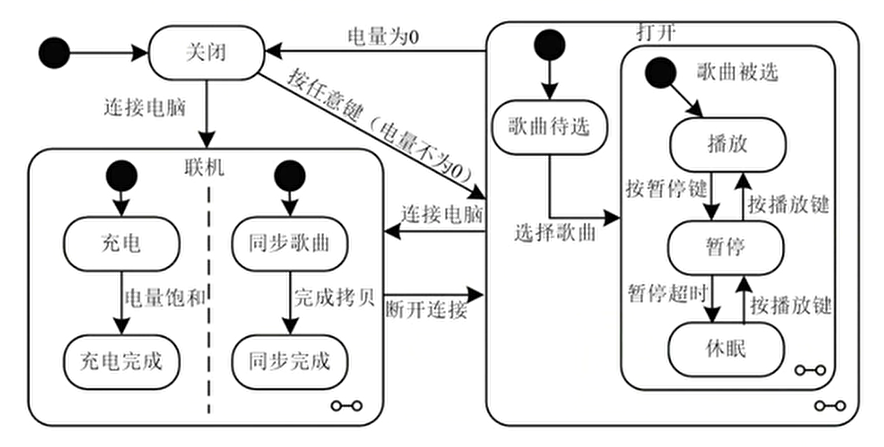 关闭
电量为0
打开
歌曲被选
连接电脑
按任意键（电量不为0）
歌曲待选
播放
联机
连接电脑
按暂停键
按播放键
选择歌曲
充电
同步歌曲
暂停
电量饱和
完成拷贝
断开连接
暂停超时
按播放键
充电完成
同步完成
休眠